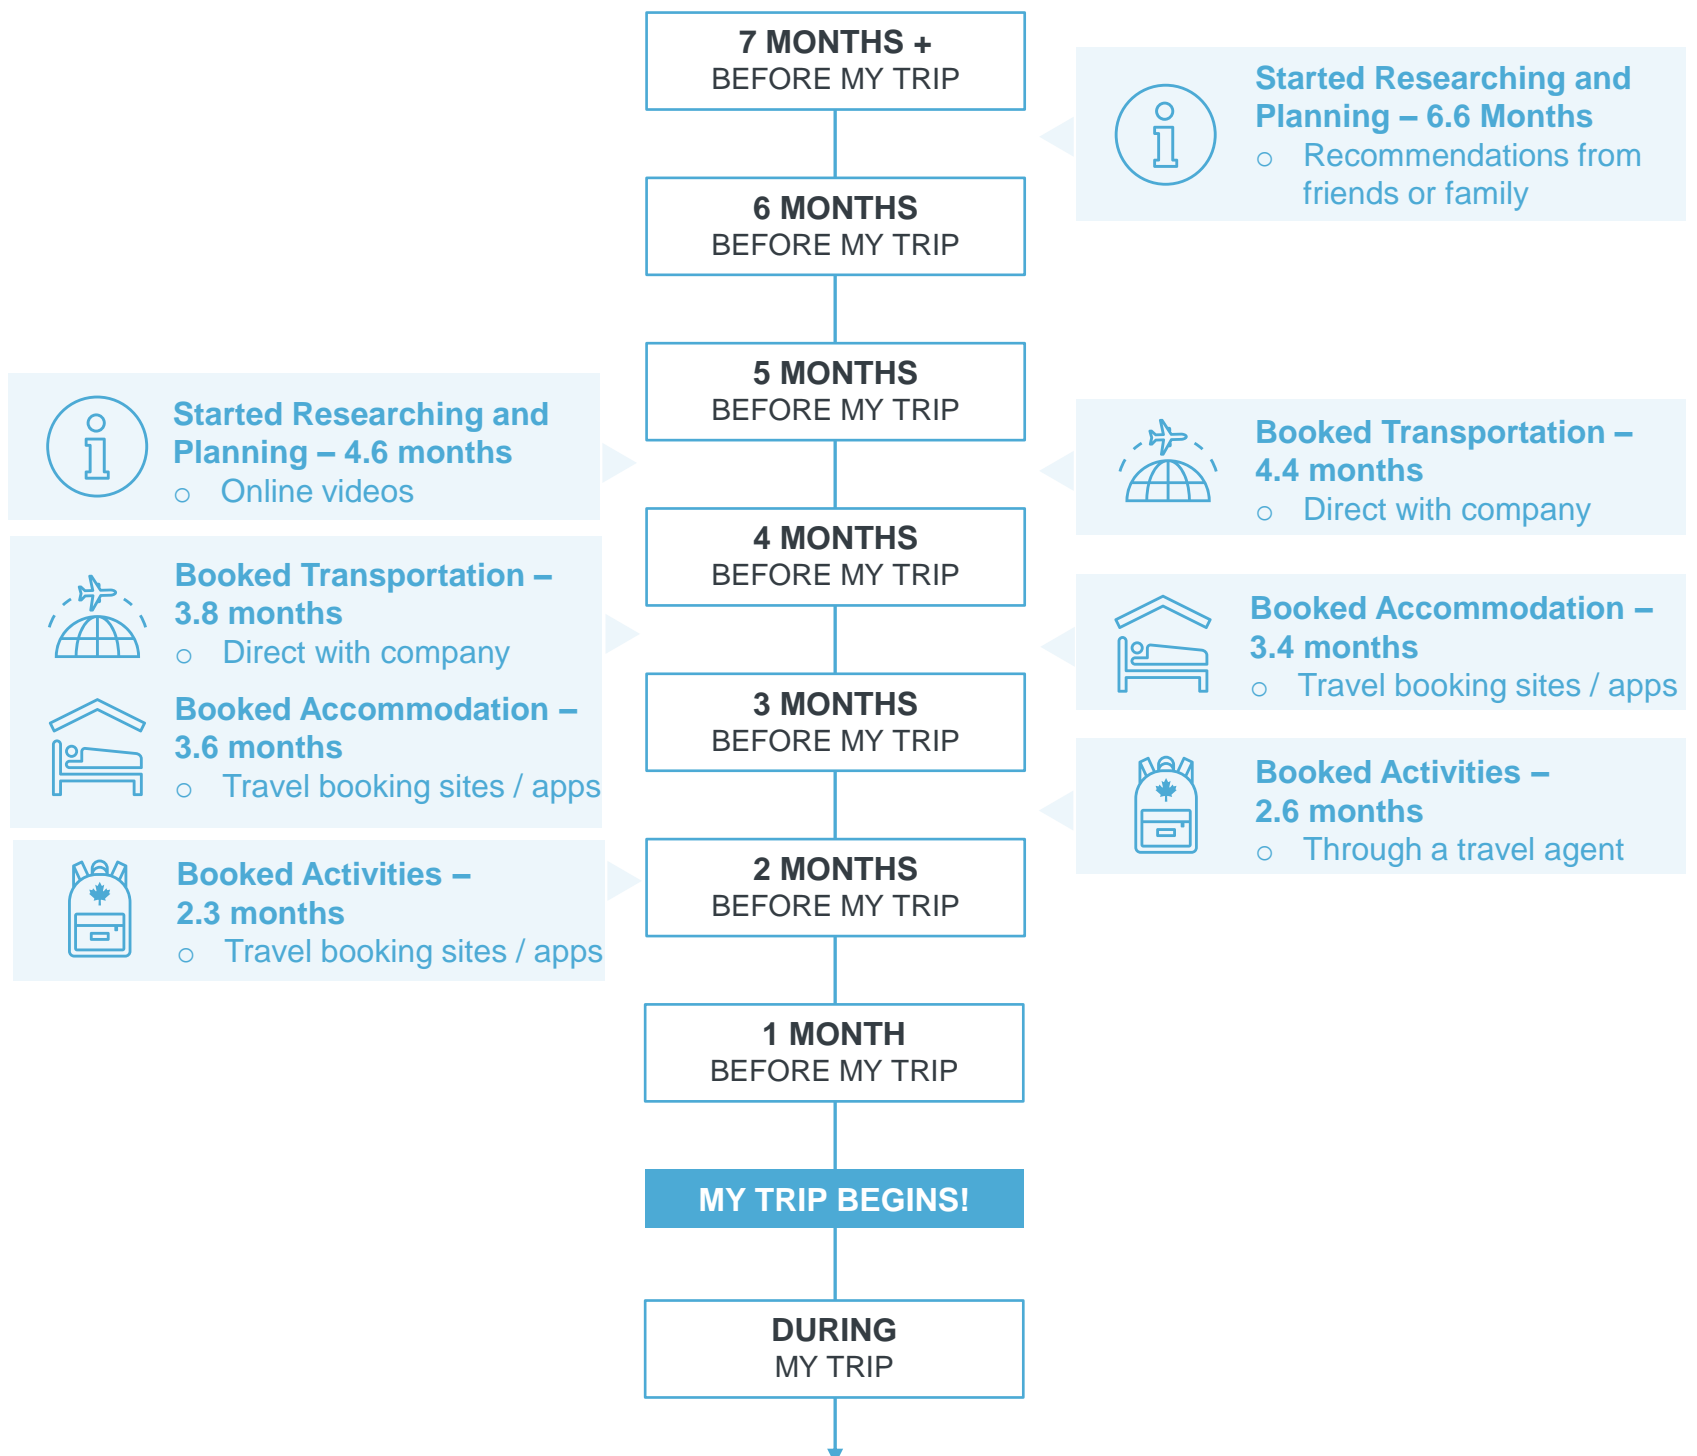 7 MONTHS +
BEFORE MY TRIP
Started Researching and
Planning – 6.6 Months
○ Recommendations from
friends or family
6 MONTHS
BEFORE MY TRIP
5 MONTHS
BEFORE MY TRIP
Started Researching and
Planning – 4.6 months
○ Online videos
Booked Transportation –
4.4 months
○ Direct with company
4 MONTHS
BEFORE MY TRIP
Booked Transportation –
3.8 months
○ Direct with company
Booked Accommodation –
3.6 months
○ Travel booking sites / apps
Booked Accommodation –
3.4 months
○ Travel booking sites / apps
3 MONTHS
BEFORE MY TRIP
Booked Activities –
2.6 months
○ Through a travel agent
Booked Activities –
2.3 months
○ Travel booking sites / apps
2 MONTHS
BEFORE MY TRIP
1 MONTH
BEFORE MY TRIP
MY TRIP BEGINS!
DURING
MY TRIP